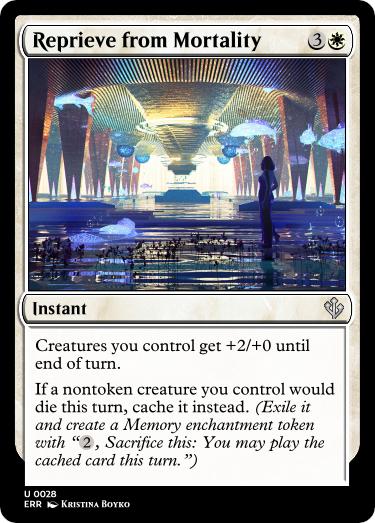 Reprieve from Mortality 3
Instant
Creatures you control get +2/+0 until
end of turn.
If a nontoken creature you control would
die this turn, cache it instead. (Exile it
and create a Memory enchantment token
with “2, Sacrifice this: You may play the
cached card this turn.”)
U 0028
ERR Kristina Boyko